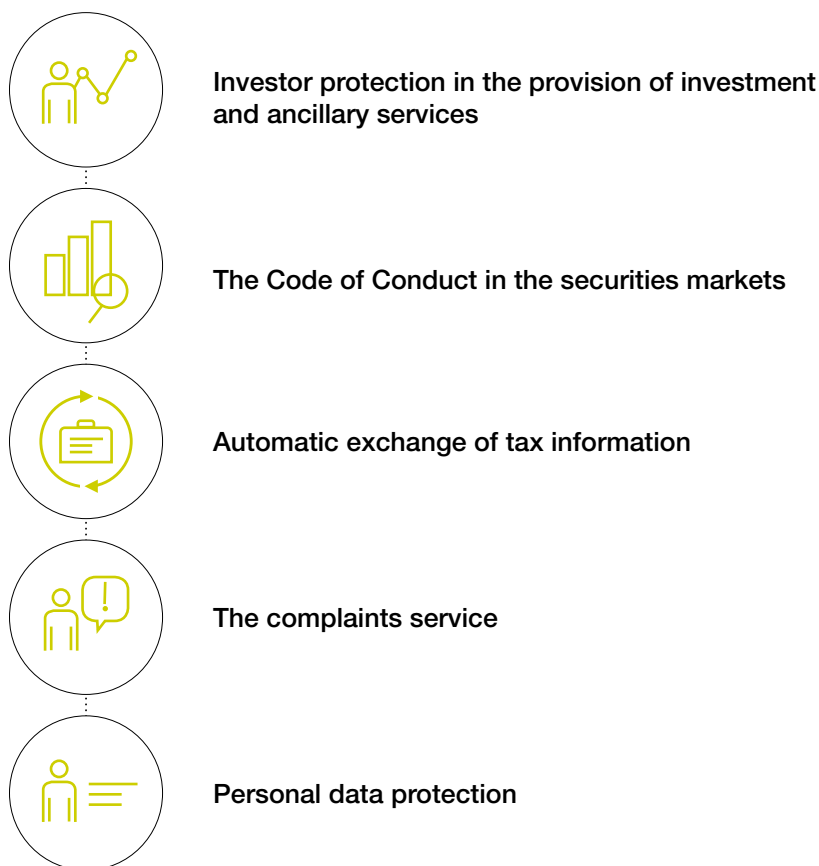 Investor protection in the provision of investment
and ancillary services
The Code of Conduct in the securities markets
Automatic exchange of tax information
The complaints service
Personal data protection